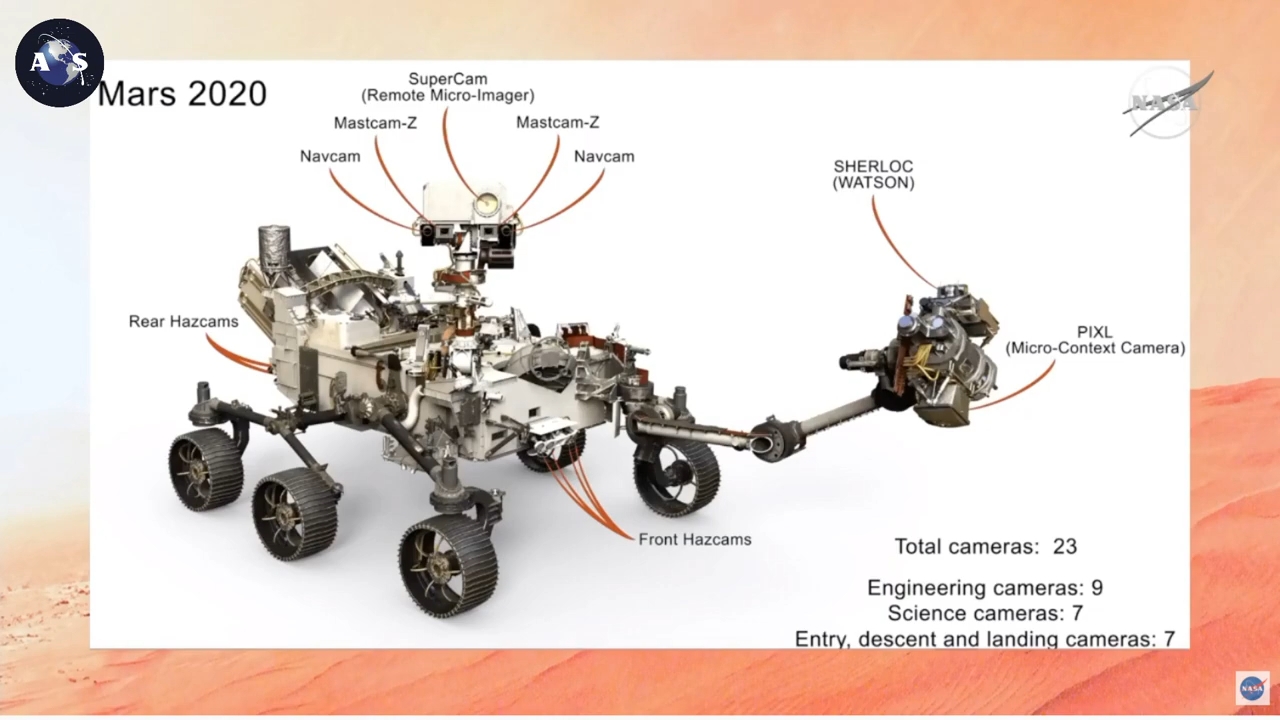 A S
Mars 2020
SuperCam
(Remote Micro-Imager)
Mastcam-Z
Mastcam-Z
Navcam
Navcam
NASA
SHERLOC
(WATSON)
Rear Hazcams
PIXL
(Micro-Context Camera)
Front Hazcams
Total cameras: 23
Engineering cameras: 9
Science cameras: 7
Entry, descent and landing cameras: 7
NASA